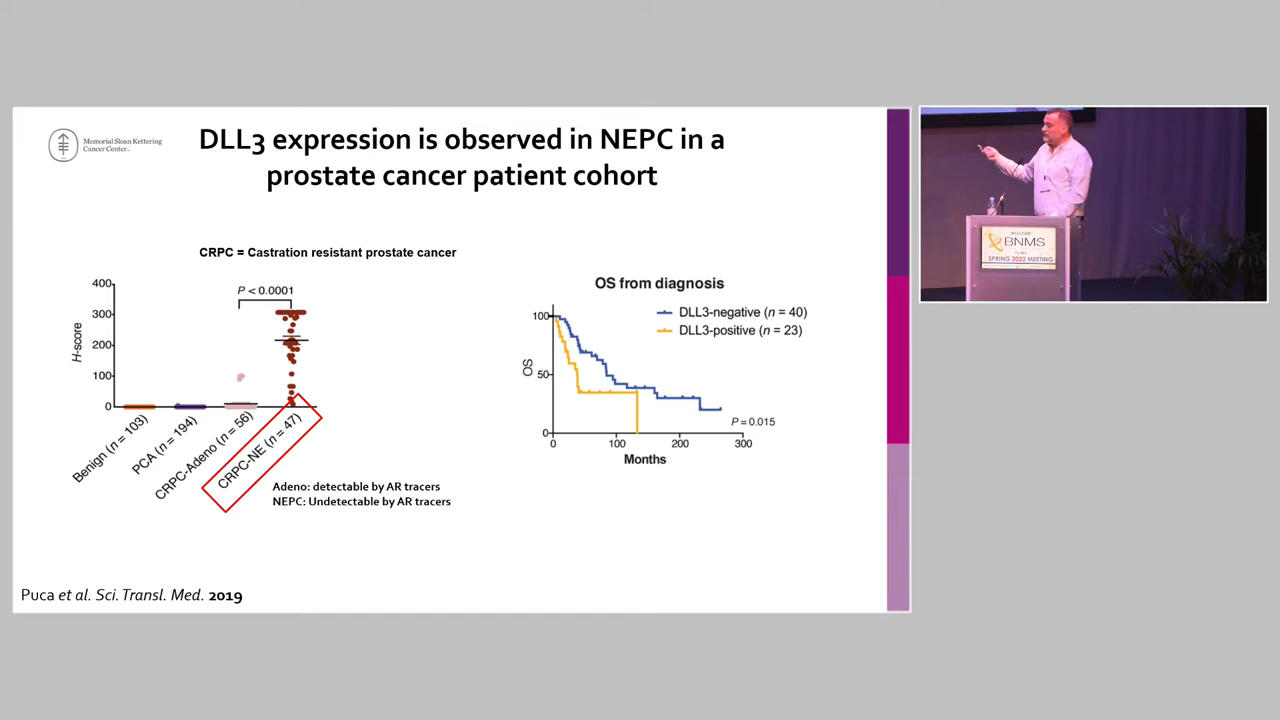 Memorial Sloan Kettering
Cancer Center
DLL3 expression is observed in NEPC in a
prostate cancer patient cohort
CRPC = Castration resistant prostate cancer
P < 0.0001
400
300
200
100
0
H-score
Benign (n = 103)
PCA (n = 194)
CRPC-Adeno (n = 56)
CRPC-NE (n = 47)
Adeno: detectable by AR tracers
NEPC: Undetectable by AR tracers
OS from diagnosis
DLL3-negative (n = 40)
DLL3-positive (n = 23)
100
50
0
OS
P = 0.015
0 100 200 300
Months
Puca et al. Sci. Transl. Med. 2019
WELCOME
BNMS
SPRING 2022 MEETING